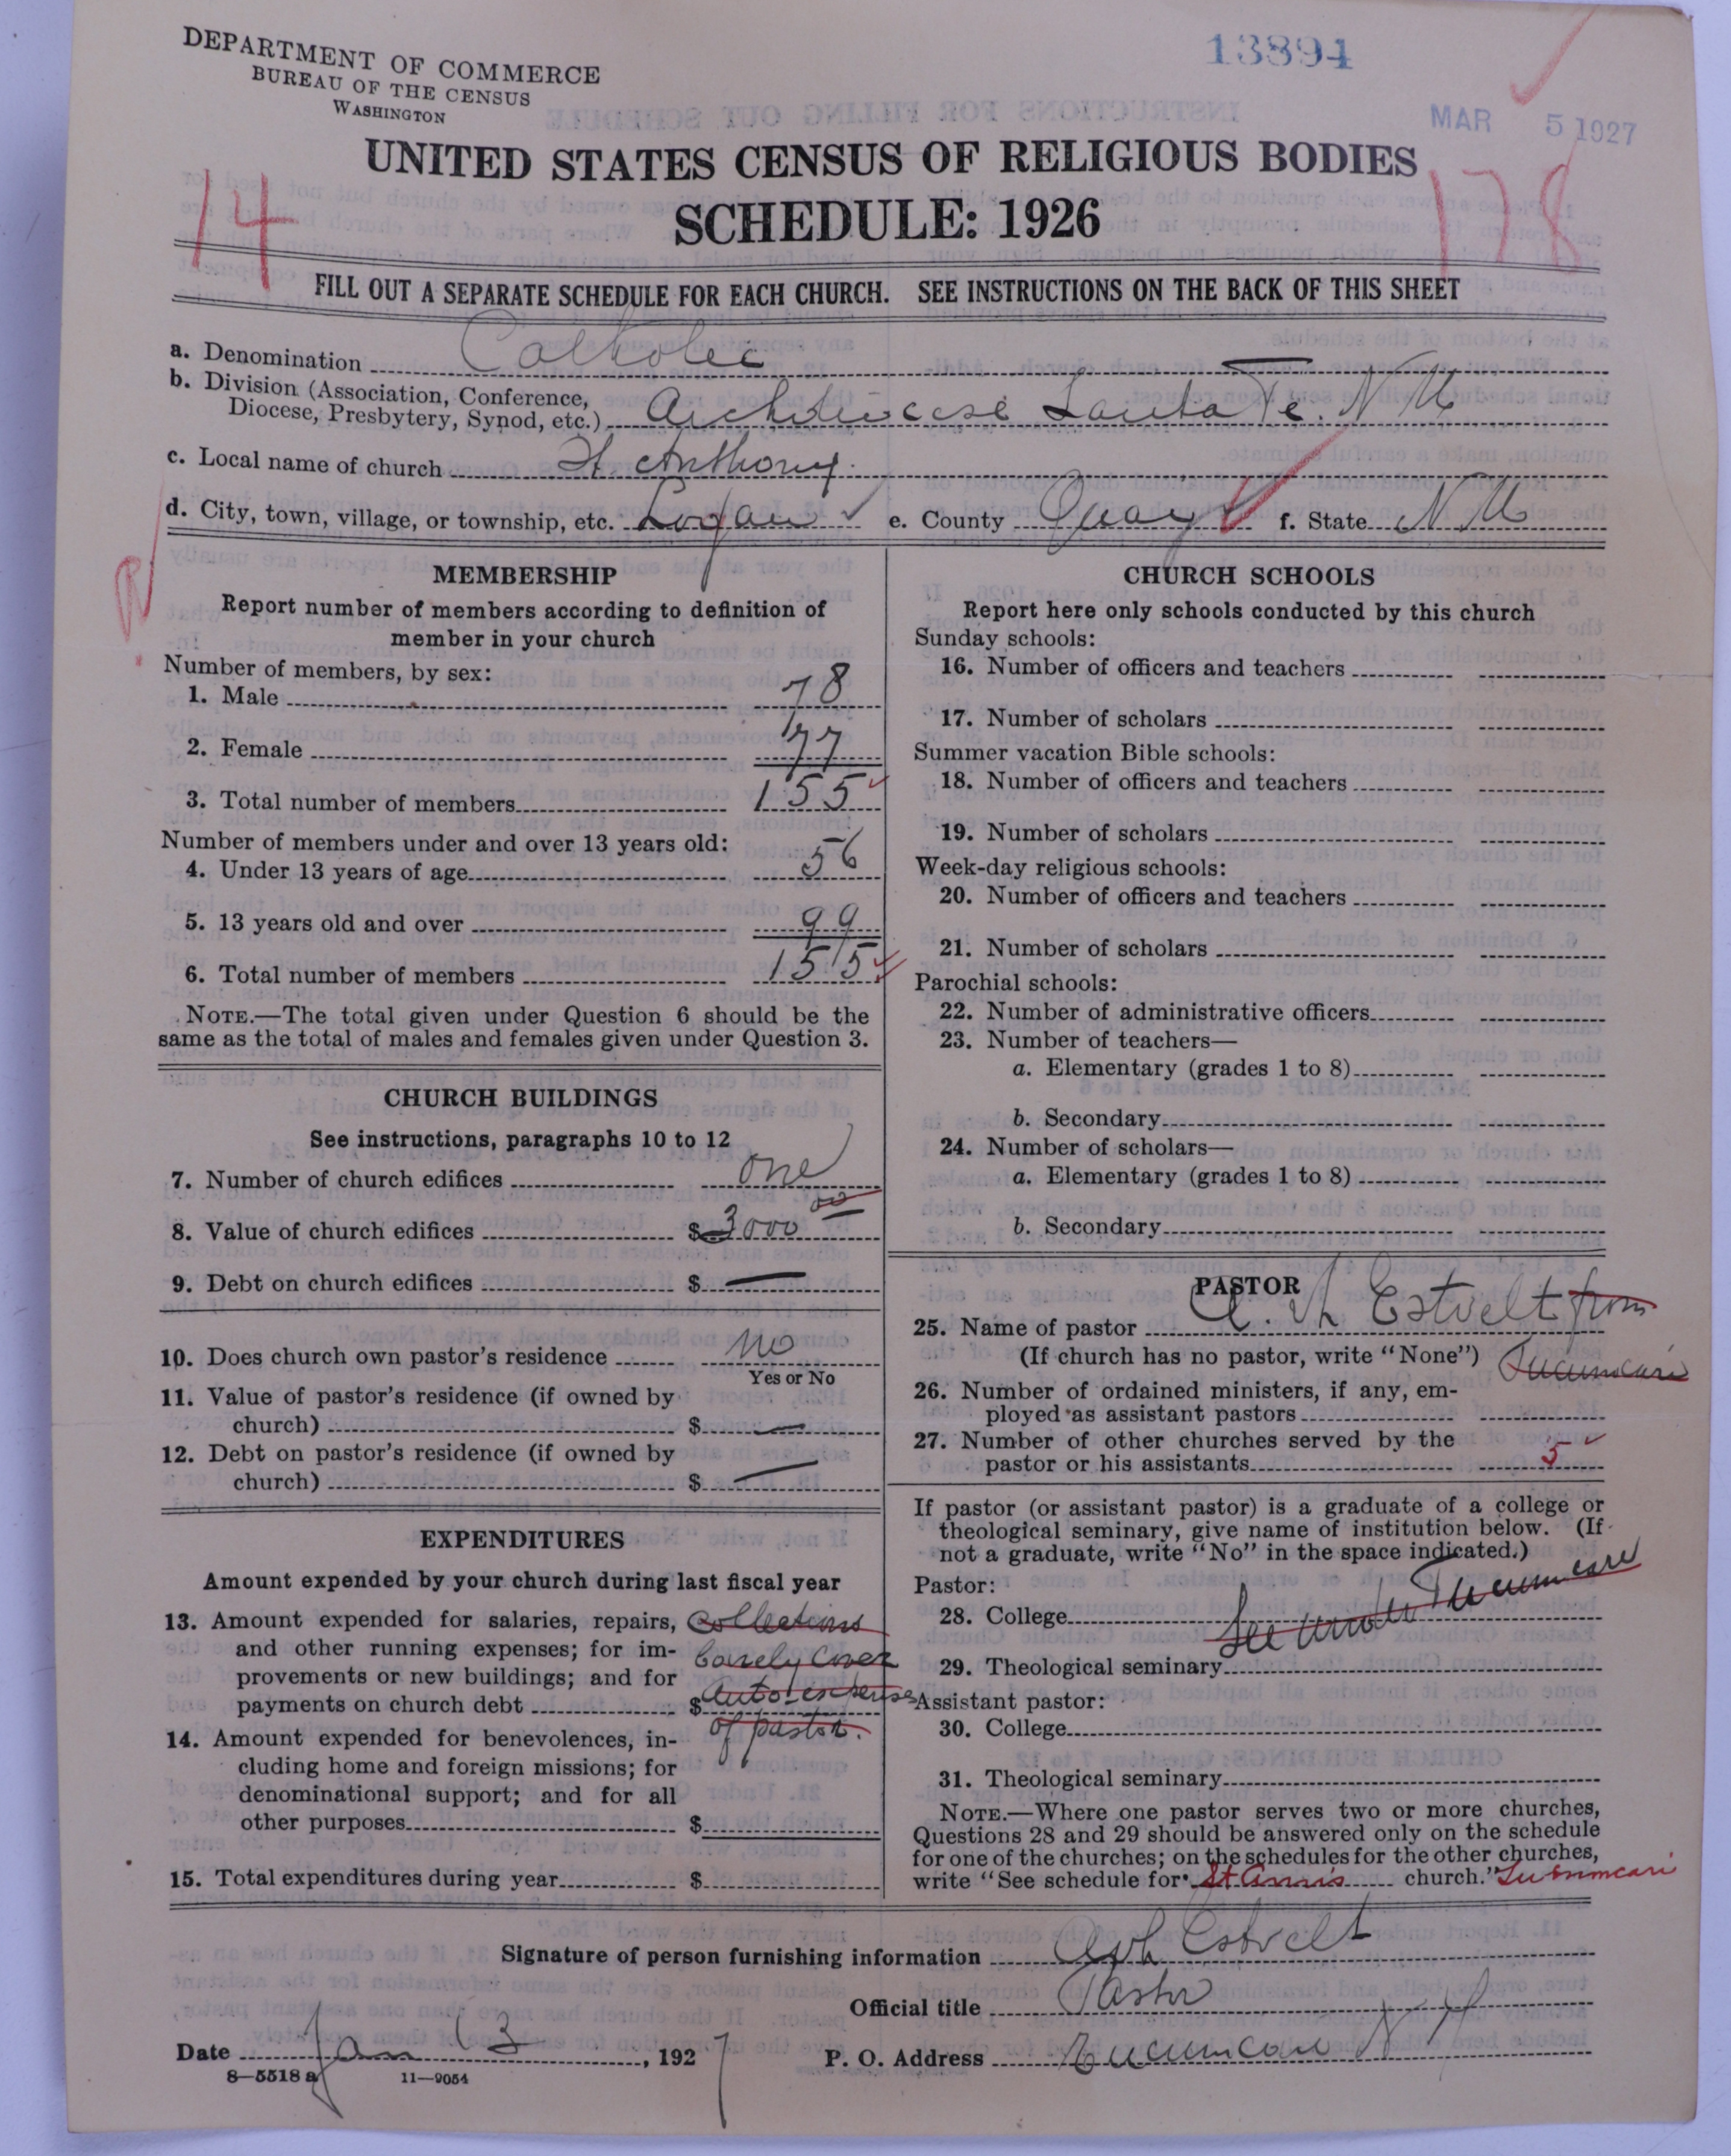 DEPARTMENT OF COMMERCE
BUREAU OF THE CENSUS
WASHINGTON
13894
MAR 5 1927
UNITED STATES CENSUS OF RELIGIOUS BODIES
14
178
SCHEDULE: 1926
FILL OUT A SEPARATE SCHEDULE FOR EACH CHURCH. SEE INSTRUCTIONS ON THE BACK OF THIS SHEET
a. Denomination Catholic
b. Division (Association, Conference,
Diocese, Presbytery, Synod, etc.) Archdiocese Santa Fe. N M
c. Local name of church St. Anthony.
d. City, town, village, or township, etc. Logan e. County Quay f. State N M
MEMBERSHIP
Report number of members according to definition of
member in your church
Number of members, by sex:
1. Male 78
2. Female 77
3. Total number of members 155
Number of members under and over 13 years old:
4. Under 13 years of age 56
5. 13 years old and over 99
6. Total number of members 155
NOTE.—The total given under Question 6 should be the
same as the total of males and females given under Question 3.
CHURCH BUILDINGS
See instructions, paragraphs 10 to 12
7. Number of church edifices one
8. Value of church edifices $ 3000 00
9. Debt on church edifices $ —
10. Does church own pastor's residence no
Yes or No
11. Value of pastor's residence (if owned by
church) $ —
12. Debt on pastor's residence (if owned by
church) $ —
EXPENDITURES
Amount expended by your church during last fiscal year
13. Amount expended for salaries, repairs, Collections
and other running expenses; for im- barely cover
provements or new buildings; and for
payments on church debt $ auto-expense
of pastor.
14. Amount expended for benevolences, in-
cluding home and foreign missions; for
denominational support; and for all
other purposes $
15. Total expenditures during year $
CHURCH SCHOOLS
Report here only schools conducted by this church
Sunday schools:
16. Number of officers and teachers
17. Number of scholars
Summer vacation Bible schools:
18. Number of officers and teachers
19. Number of scholars
Week-day religious schools:
20. Number of officers and teachers
21. Number of scholars
Parochial schools:
22. Number of administrative officers
23. Number of teachers—
a. Elementary (grades 1 to 8)
b. Secondary
24. Number of scholars—
a. Elementary (grades 1 to 8)
b. Secondary
PASTOR
25. Name of pastor Estvelt from
(If church has no pastor, write "None") Tucumcari
26. Number of ordained ministers, if any, em-
ployed as assistant pastors
27. Number of other churches served by the
pastor or his assistants 5
If pastor (or assistant pastor) is a graduate of a college or
theological seminary, give name of institution below. (If
not a graduate, write "No" in the space indicated.)
Pastor:
28. College See under Tucumcari
29. Theological seminary
Assistant pastor:
30. College
31. Theological seminary
NOTE.—Where one pastor serves two or more churches,
Questions 28 and 29 should be answered only on the schedule
for one of the churches; on the schedules for the other churches,
write "See schedule for St Ann's church." Tucumcari
Signature of person furnishing information Estvelt
Official title Pastor
Date Jan 13, 1927 P. O. Address Tucumcari N M
8—5518 a 11—9054